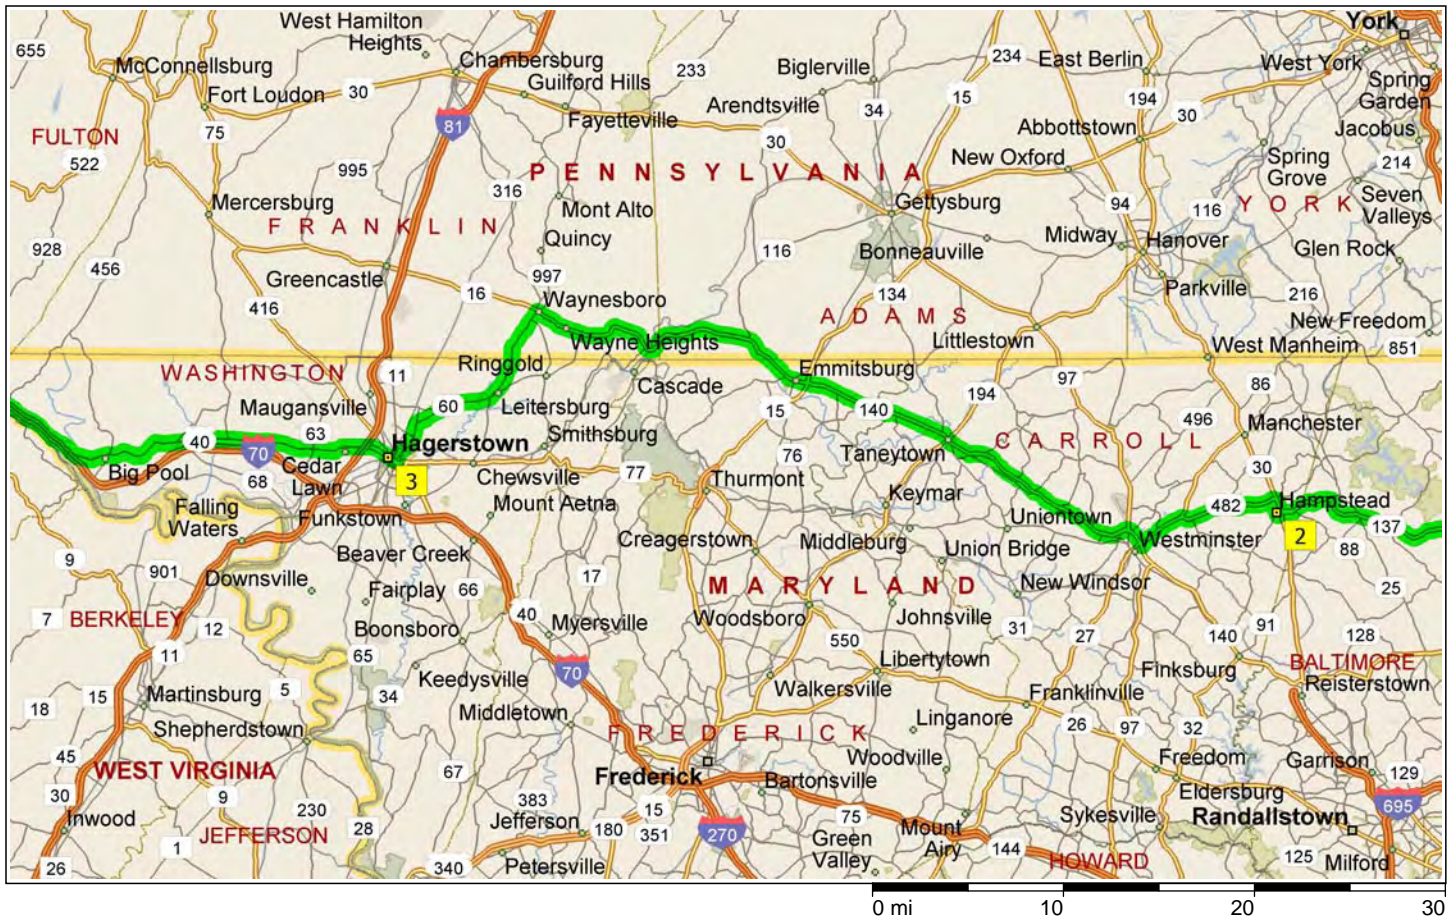 West Hamilton
Heights
York
655
McConnellsburg
Chambersburg
233
Biglerville
234
East Berlin
West York
Fort Loudon
30
Guilford Hills
Arendtsville
34
15
194
30
Spring
Garden
FULTON
75
81
Fayetteville
30
Abbottstown
Jacobus
522
995
316
PENNSYLVANIA
New Oxford
Spring
Grove
214
Mercersburg
Mont Alto
Gettysburg
94
116
YORK
Seven
Valleys
FRANKLIN
928
456
Quincy
116
Bonneauville
Midway
Hanover
Glen Rock
Greencastle
997
416
16
Waynesboro
134
Parkville
216
ADAMS
Wayne Heights
Littlestown
New Freedom
West Manheim
851
WASHINGTON
11
Ringgold
Cascade
Emmitsburg
97
86
Maugansville
60
Leitersburg
15
140
194
496
Manchester
40
63
Hagerstown
Smithsburg
76
Taneytown
CARROLL
70
Big Pool
Cedar
Lawn
68
3
Chewsville
77
Thurmont
30
Falling
Waters
Funkstown
Mount Aetna
Keymar
482
Hampstead
Uniontown
2
137
Beaver Creek
Creagerstown
Middleburg
Union Bridge
Westminster
88
9
901
Downsville
Fairplay
66
17
MARYLAND
New Windsor
25
7
BERKELEY
12
40
Myersville
Woodsboro
Johnsville
Boonsboro
550
31
27
140
91
128
11
65
Keedysville
70
Libertytown
Finksburg
BALTIMORE
15
Martinsburg
5
34
Walkersville
Franklinville
Reisterstown
18
Shepherdstown
Middletown
FREDERICK
Linganore
26
97
32
45
WEST VIRGINIA
67
Frederick
Woodville
Freedom
Garrison
129
30
9
230
383
Bartonsville
Eldersburg
695
Inwood
JEFFERSON
28
Jefferson
15
180
351
270
75
Green
Valley
Mount
Airy
Sykesville
Randallstown
1
144
26
340
Petersville
HOWARD
125
Milford
0 mi
10
20
30